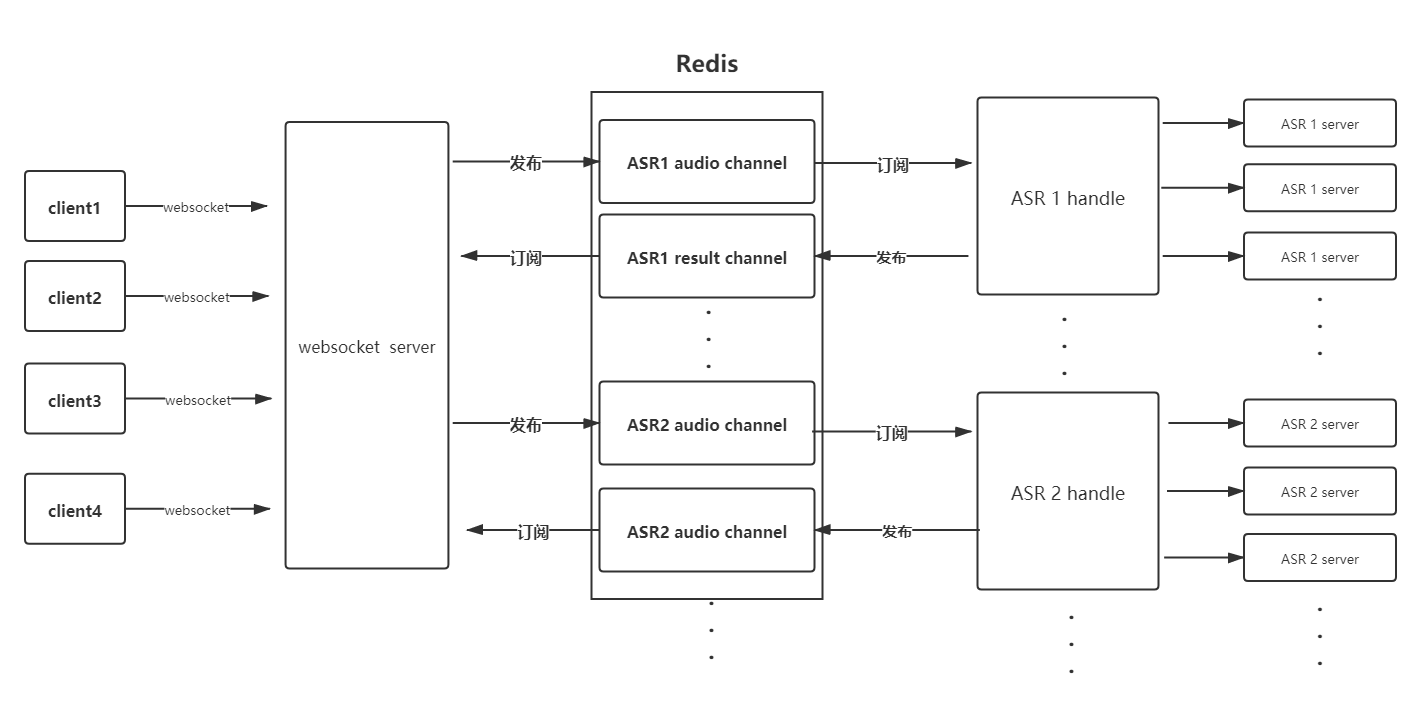 Redis
client1
websocket
client2
websocket
client3
websocket
client4
websocket
websocket server
发布
订阅
发布
订阅
ASR1 audio channel
ASR1 result channel
ASR2 audio channel
ASR2 audio channel
订阅
发布
订阅
发布
ASR 1 handle
ASR 2 handle
ASR 1 server
ASR 1 server
ASR 1 server
ASR 2 server
ASR 2 server
ASR 2 server